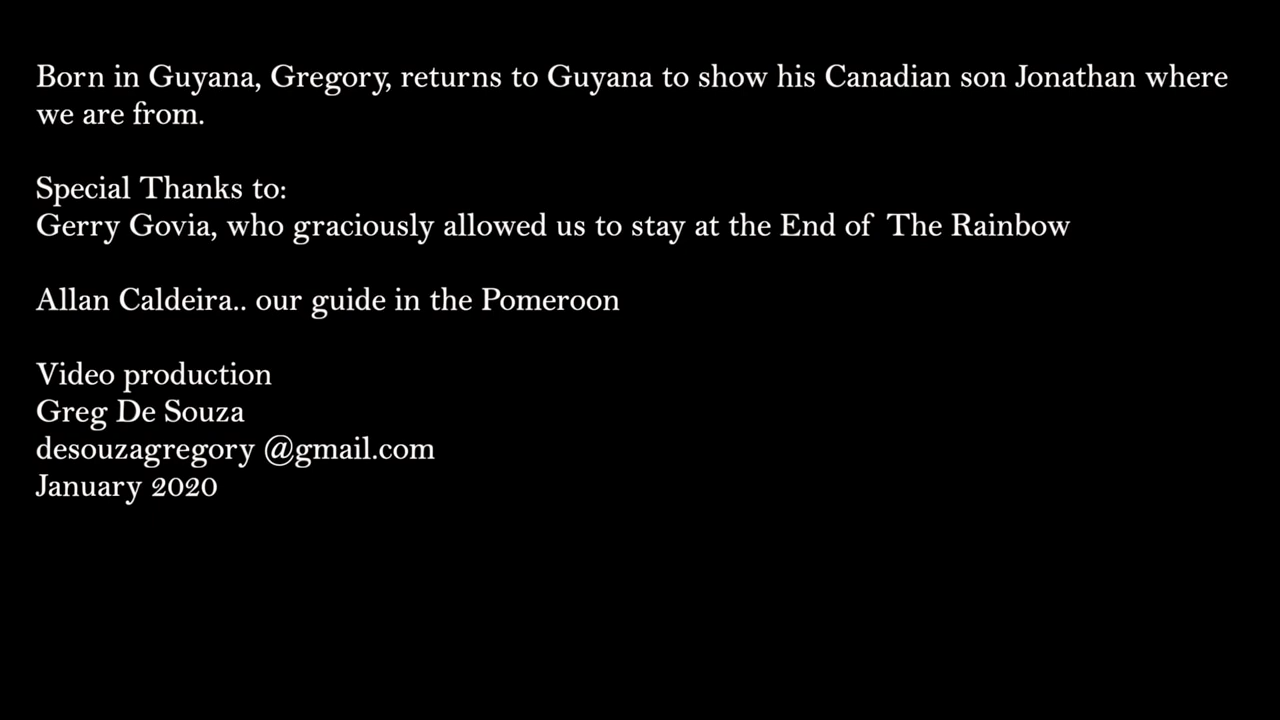 Born in Guyana, Gregory, returns to Guyana to show his Canadian son Jonathan where
we are from.
Special Thanks to:
Gerry Govia, who graciously allowed us to stay at the End of The Rainbow
Allan Caldeira.. our guide in the Pomeroon
Video production
Greg De Souza
desouzagregory @gmail.com
January 2020